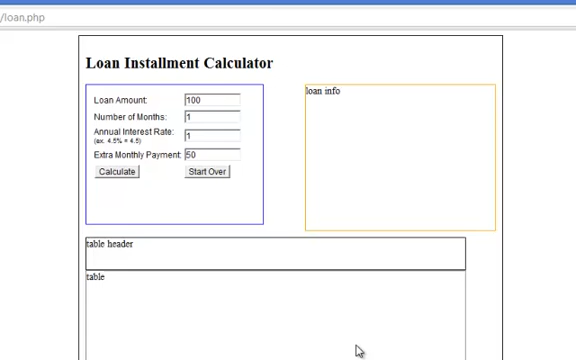 /loan.php
Loan Installment Calculator
Loan Amount: 100
Number of Months: 1
Annual Interest Rate: 1
(ex. 4.5% = 4.5)
Extra Monthly Payment: 50
Calculate Start Over
loan info
table header
table